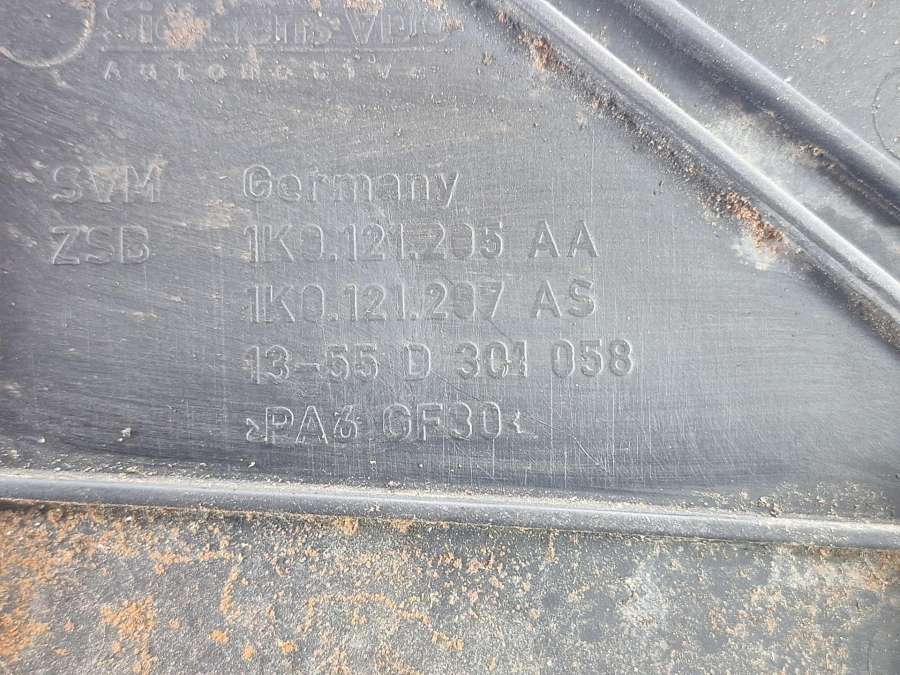 Siemens VDO
Automotive
SVM Germany
ZSB 1K0.121.205 AA
1K0.121.207 AS
13-55 D 301 058
>PA6 GF30<